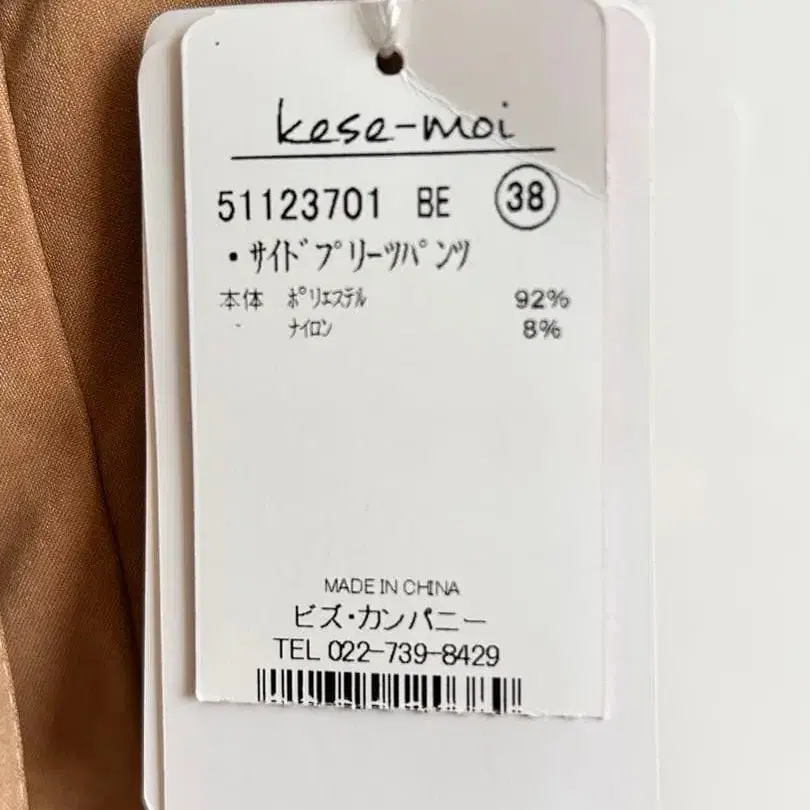 kese-moi
51123701 BE 38
・サイドプリーツパンツ
本体 ポリエステル 92%
ナイロン 8%
MADE IN CHINA
ビズ・カンパニー
TEL 022-739-8429